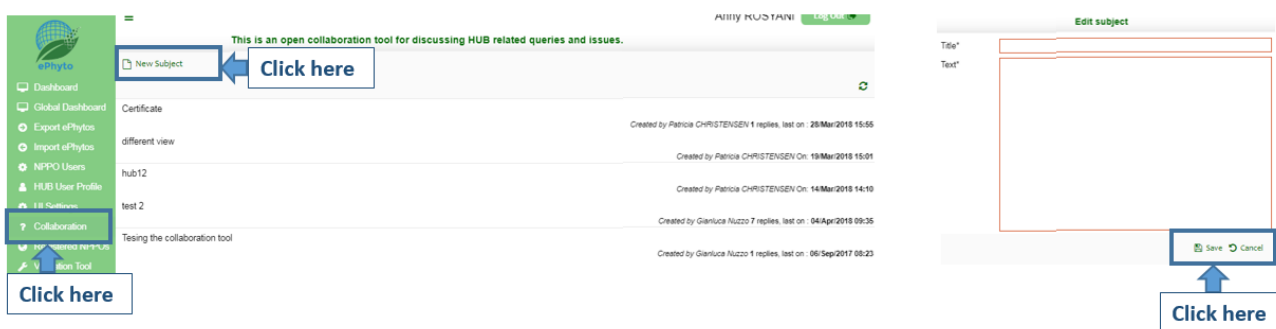 Anny ROSYANI Log Out
This is an open collaboration tool for discussing HUB related queries and issues.
ePhyto
Dashboard
Global Dashboard
Export ePhytos
Import ePhytos
NPPO Users
HUB User Profile
UI Settings
? Collaboration
Registered NPPOs
Tool
Click here
New Subject
Click here
Certificate
Created by Patricia CHRISTENSEN 1 replies, last on : 28/Mar/2018 15:55
different view
Created by Patricia CHRISTENSEN On: 19/Mar/2018 15:01
hub12
Created by Patricia CHRISTENSEN On: 14/Mar/2018 14:10
test 2
Created by Gianluca Nuzzo 7 replies, last on : 04/Apr/2018 09:35
Tesing the collaboration tool
Created by Gianluca Nuzzo 1 replies, last on : 06/Sep/2017 08:23
Edit subject
Title*
Text*
Save Cancel
Click here